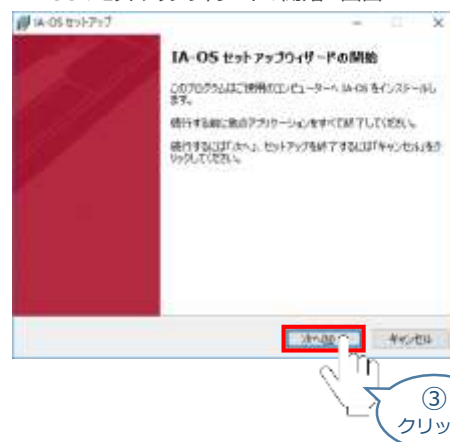 IA-OS セットアップ
IA-OS セットアップウィザードの開始
このプログラムはご使用のコンピューターへ IA-OS をインストールし
ます。
続行する前に他のアプリケーションをすべて終了してください。
続行するには「次へ」、セットアップを終了するには「キャンセル」をク
リックしてください。
キャンセル
③